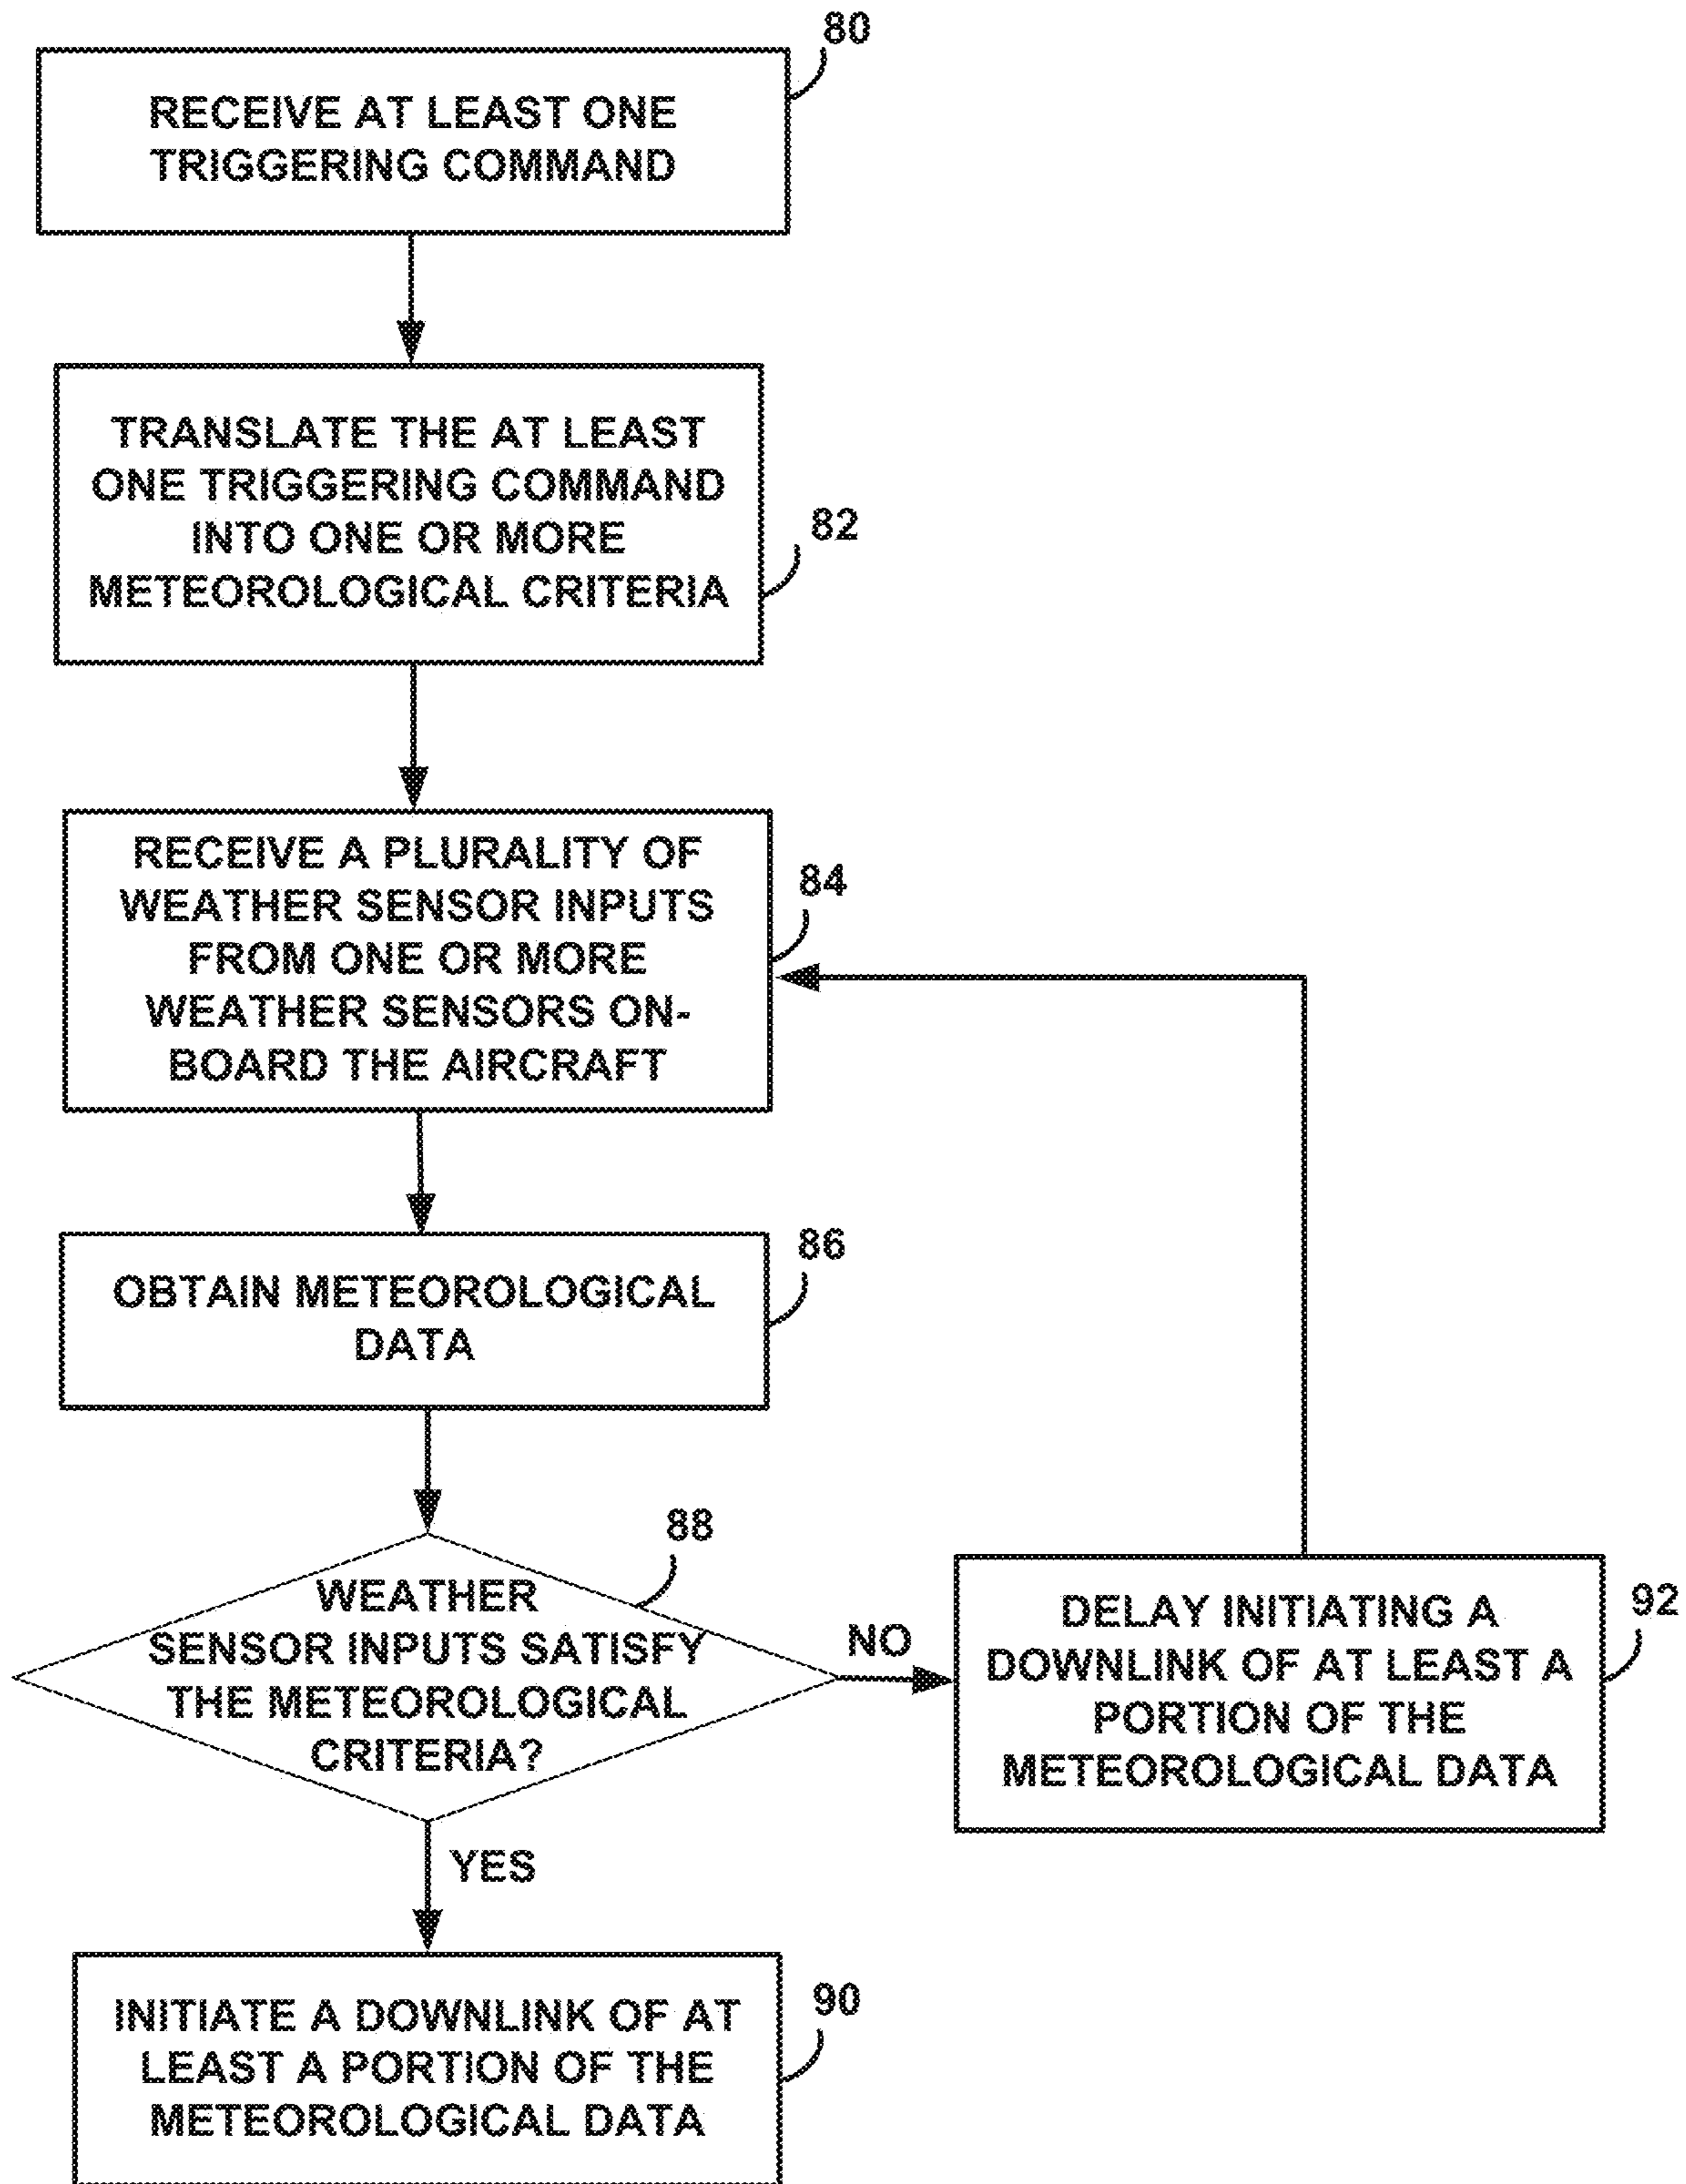 80
RECEIVE AT LEAST ONE
TRIGGERING COMMAND
TRANSLATE THE AT LEAST
ONE TRIGGERING COMMAND
INTO ONE OR MORE
METEOROLOGICAL CRITERIA
82
RECEIVE A PLURALITY OF
WEATHER SENSOR INPUTS
FROM ONE OR MORE
WEATHER SENSORS ON-
BOARD THE AIRCRAFT
84
OBTAIN METEOROLOGICAL
DATA
86
88
WEATHER
SENSOR INPUTS SATISFY
THE METEOROLOGICAL
CRITERIA?
NO
DELAY INITIATING A
DOWNLINK OF AT LEAST A
PORTION OF THE
METEOROLOGICAL DATA
92
YES
INITIATE A DOWNLINK OF AT
LEAST A PORTION OF THE
METEOROLOGICAL DATA
90